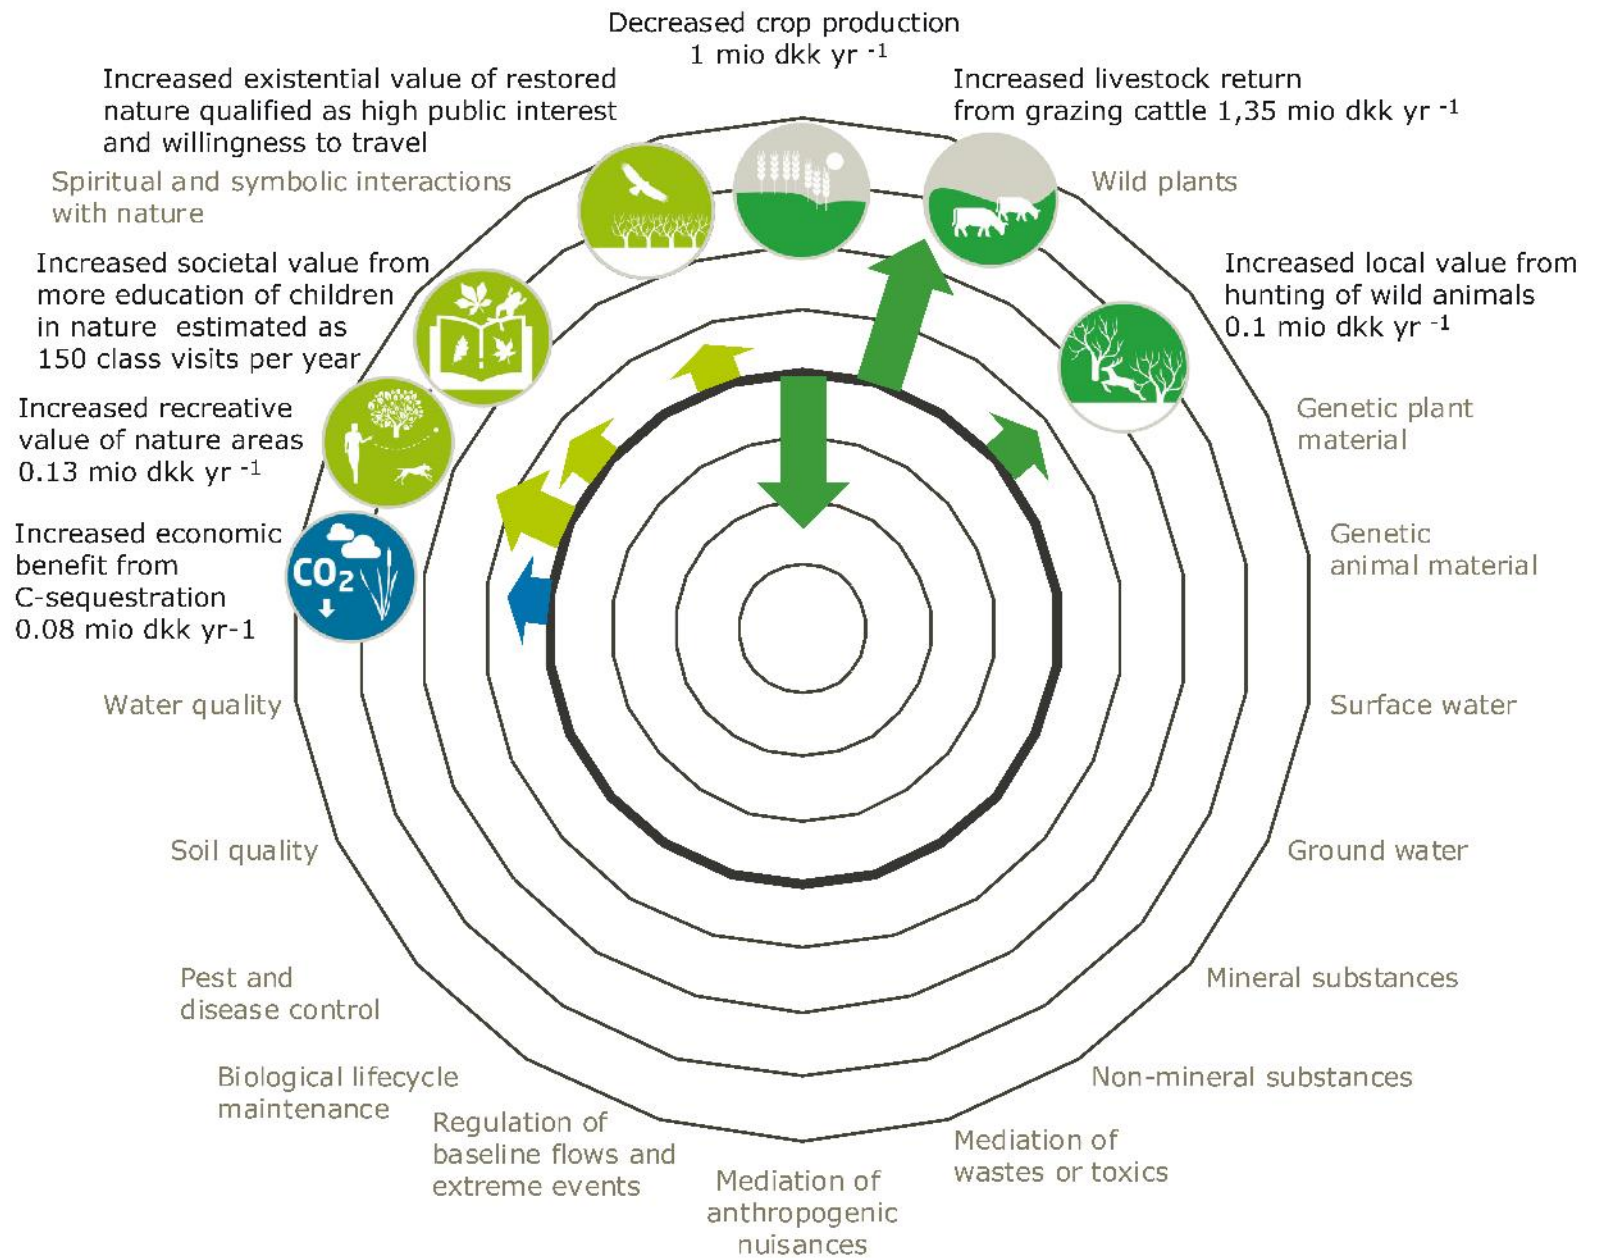 Decreased crop production
1 mio dkk yr -1
Increased existential value of restored
nature qualified as high public interest
and willingness to travel
Increased livestock return
from grazing cattle 1,35 mio dkk yr -1
Spiritual and symbolic interactions
with nature
Wild plants
Increased societal value from
more education of children
in nature estimated as
150 class visits per year
Increased local value from
hunting of wild animals
0.1 mio dkk yr -1
Increased recreative
value of nature areas
0.13 mio dkk yr -1
Genetic plant
material
Increased economic
benefit from
C-sequestration
0.08 mio dkk yr-1
CO2
Genetic
animal material
Water quality
Surface water
Soil quality
Ground water
Pest and
disease control
Mineral substances
Biological lifecycle
maintenance
Non-mineral substances
Regulation of
baseline flows and
extreme events
Mediation of
wastes or toxics
Mediation of
anthropogenic
nuisances